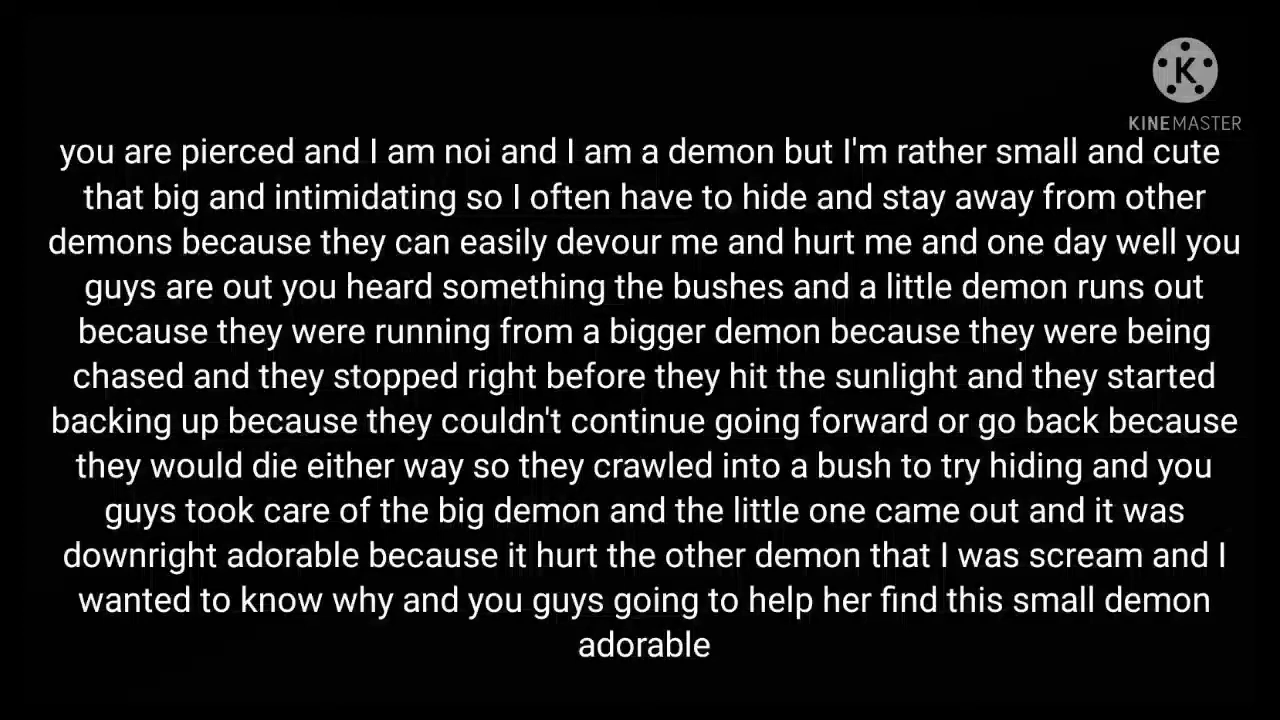 K
KINEMASTER
you are pierced and I am noi and I am a demon but I'm rather small and cute
that big and intimidating so I often have to hide and stay away from other
demons because they can easily devour me and hurt me and one day well you
guys are out you heard something the bushes and a little demon runs out
because they were running from a bigger demon because they were being
chased and they stopped right before they hit the sunlight and they started
backing up because they couldn't continue going forward or go back because
they would die either way so they crawled into a bush to try hiding and you
guys took care of the big demon and the little one came out and it was
downright adorable because it hurt the other demon that I was scream and I
wanted to know why and you guys going to help her find this small demon
adorable